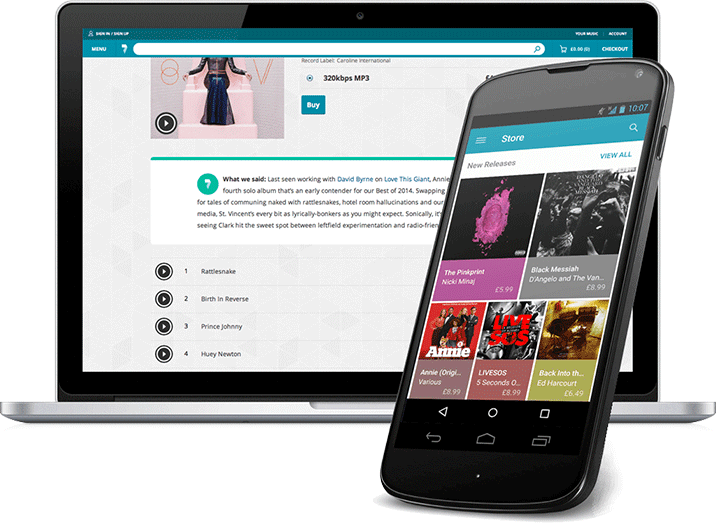 SIGN IN / SIGN UP
YOUR MUSIC
ACCOUNT
MENU
£0.00 (0)
CHECKOUT
Record Label: Caroline International
320kbps MP3
Buy
What we said: Last seen working with David Byrne on Love This Giant, Annie
fourth solo album that's an early contender for our Best of 2014. Swapping
for tales of communing naked with rattlesnakes, hotel room hallucinations and our
media, St. Vincent's every bit as lyrically-bonkers as you might expect. Sonically, it's
seeing Clark hit the sweet spot between leftfield experimentation and radio-frien
1 Rattlesnake
2 Birth In Reverse
3 Prince Johnny
4 Huey Newton
10:07
Store
New Releases
VIEW ALL
The Pinkprint
Nicki Minaj
£5.99
BLACK MESSIAH
Black Messiah
D'Angelo and The Van...
£8.99
Annie
Annie (Origi...
Various
£8.99
LIVE SOS
LIVESOS
5 Seconds O...
£8.99
Back Into th...
Ed Harcourt
£6.49